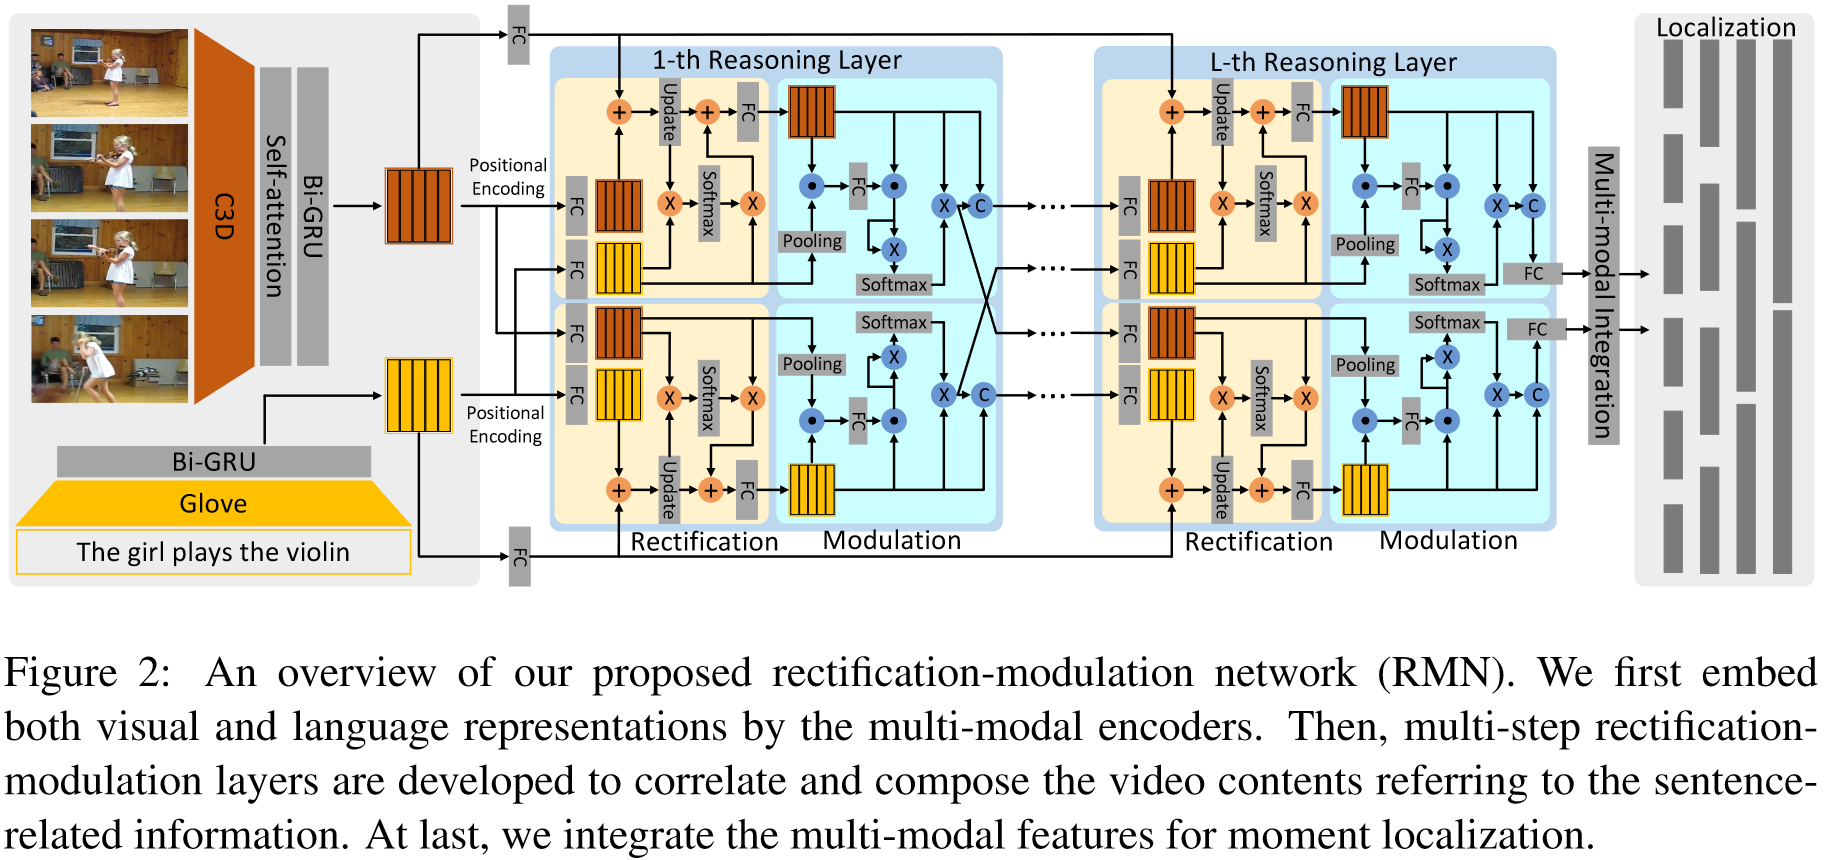 C3D
Self-attention
Bi-GRU
Bi-GRU
Glove
The girl plays the violin
Positional
Encoding
Positional
Encoding
FC
FC
1-th Reasoning Layer
FC
FC
FC
FC
+
Update
+
FC
X
Softmax
X
Pooling
FC
X
Softmax
X
C
X
Softmax
X
+
Update
+
FC
Pooling
FC
X
Softmax
X
C
Rectification
Modulation
...
...
...
...
L-th Reasoning Layer
FC
FC
FC
FC
+
Update
+
FC
X
Softmax
X
Pooling
FC
X
Softmax
X
C
FC
X
Softmax
X
+
Update
+
FC
Pooling
FC
X
Softmax
X
C
FC
Rectification
Modulation
Multi-modal Integration
Localization
Figure 2: An overview of our proposed rectification-modulation network (RMN). We first embed
both visual and language representations by the multi-modal encoders. Then, multi-step rectification-
modulation layers are developed to correlate and compose the video contents referring to the sentence-
related information. At last, we integrate the multi-modal features for moment localization.